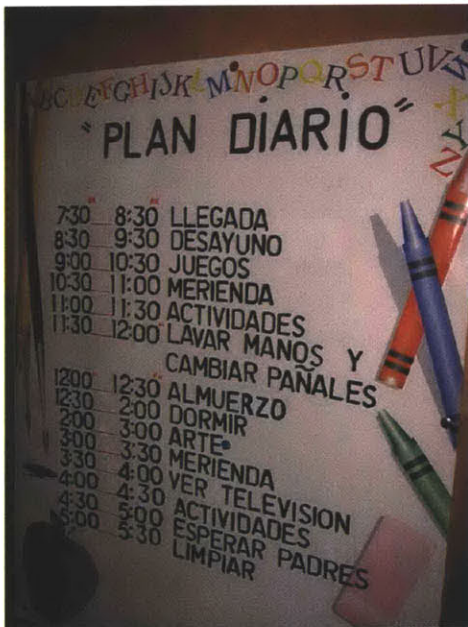 ABCDEFGHIJKLMNOPQRSTUVWXYZ
"PLAN DIARIO"
7:30 8:30 LLEGADA
8:30 9:30 DESAYUNO
9:00 10:30 JUEGOS
10:30 11:00 MERIENDA
11:00 11:30 ACTIVIDADES
11:30 12:00 LAVAR MANOS Y
CAMBIAR PAÑALES
1200 12:30 ALMUERZO
12:30 2:00 DORMIR
2:00 3:00 ARTE
3:00 3:30 MERIENDA
3:30 4:00 VER TELEVISION
4:00 4:30 ACTIVIDADES
4:30 5:00 ESPERAR PADRES
5:00 5:30 LIMPIAR